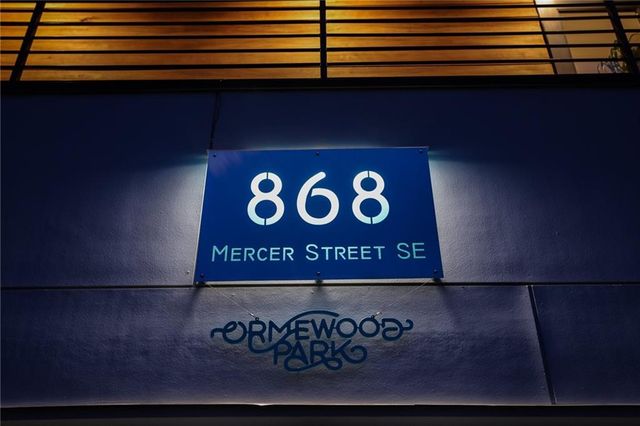 868
MERCER STREET SE
ORMEWOOD
PARK